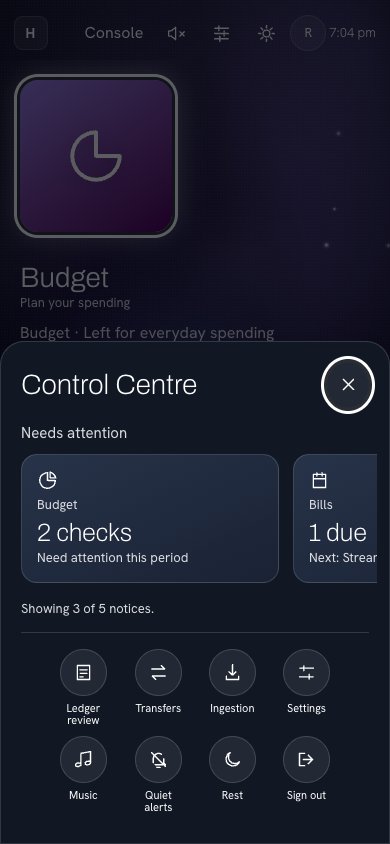 H
Console
R
7:04 pm
Budget
Plan your spending
Budget · Left for everyday spending
Control Centre
Needs attention
Budget
2 checks
Need attention this period
Bills
1 due
Next:
Showing 3 of 5 notices.
Ledger
review
Transfers
Ingestion
Settings
Music
Quiet
alerts
Rest
Sign out